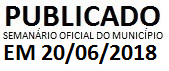 PUBLICADO
SEMANÁRIO OFICIAL DO MUNICÍPIO
EM 20/06/2018